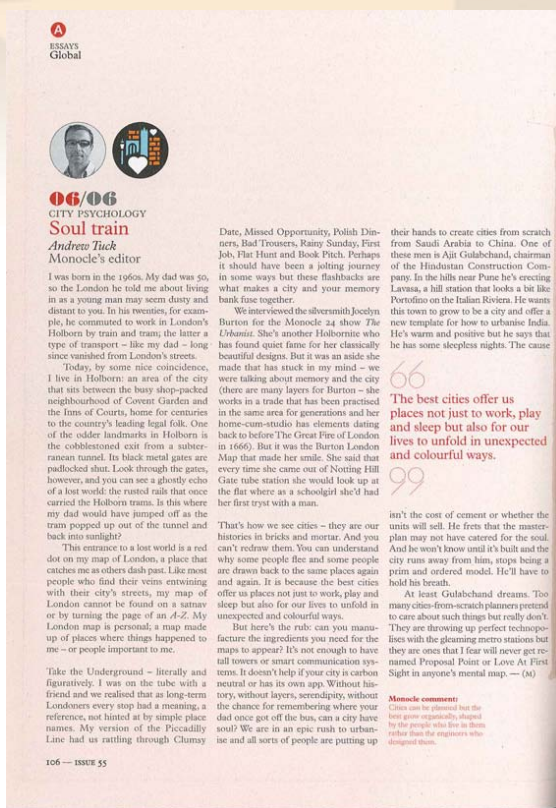 A
ESSAYS
Global
06/06
CITY PSYCHOLOGY
Soul train
Andrew Tuck
Monocle's editor
I was born in the 1960s. My dad was 50,
so the London he told me about living
in as a young man may seem dusty and
distant to you. In his twenties, for exam-
ple, he commuted to work in London's
Holborn by train and tram; the latter a
type of transport – like my dad – long
since vanished from London's streets.
Today, by some nice coincidence,
I live in Holborn: an area of the city
that sits between the busy shop-packed
neighbourhood of Covent Garden and
the Inns of Courts, home for centuries
to the country's leading legal folk. One
of the odder landmarks in Holborn is
the cobblestoned exit from a subter-
ranean tunnel. Its black metal gates are
padlocked shut. Look through the gates,
however, and you can see a ghostly echo
of a lost world: the rusted rails that once
carried the Holborn trams. Is this where
my dad would have jumped off as the
tram popped up out of the tunnel and
back into sunlight?
This entrance to a lost world is a red
dot on my map of London, a place that
catches me as others dash past. Like most
people who find their veins entwining
with their city's streets, my map of
London cannot be found on a satnav
or by turning the page of an A-Z. My
London map is personal; a map made
up of places where things happened to
me – or people important to me.
Take the Underground – literally and
figuratively. I was on the tube with a
friend and we realised that as long-term
Londoners every stop had a meaning, a
reference, not hinted at by simple place
names. My version of the Piccadilly
Line had us rattling through Clumsy
Date, Missed Opportunity, Polish Din-
ners, Bad Trousers, Rainy Sunday, First
Job, Flat Hunt and Book Pitch. Perhaps
it should have been a jolting journey
in some ways but these flashbacks are
what makes a city and your memory
bank fuse together.
We interviewed the silversmith Jocelyn
Burton for the Monocle 24 show The
Urbanist. She's another Holbornite who
has found quiet fame for her classically
beautiful designs. But it was an aside she
made that has stuck in my mind – we
were talking about memory and the city
(there are many layers for Burton – she
works in a trade that has been practised
in the same area for generations and her
home-cum-studio has elements dating
back to before The Great Fire of London
in 1666). But it was the Burton London
Map that made her smile. She said that
every time she came out of Notting Hill
Gate tube station she would look up at
the flat where as a schoolgirl she'd had
her first tryst with a man.
That's how we see cities – they are our
histories in bricks and mortar. And you
can't redraw them. You can understand
why some people flee and some people
are drawn back to the same places again
and again. It is because the best cities
offer us places not just to work, play and
sleep but also for our lives to unfold in
unexpected and colourful ways.
But here's the rub: can you manu-
facture the ingredients you need for the
maps to appear? It's not enough to have
tall towers or smart communication sys-
tems. It doesn't help if your city is carbon
neutral or has its own app. Without his-
tory, without layers, serendipity, without
the chance for remembering where your
dad once got off the bus, can a city have
soul? We are in an epic rush to urban-
ise and all sorts of people are putting up
their hands to create cities from scratch
from Saudi Arabia to China. One of
these men is Ajit Gulabchand, chairman
of the Hindustan Construction Com-
pany. In the hills near Pune he's erecting
Lavasa, a hill station that looks a bit like
Portofino on the Italian Riviera. He wants
this town to grow to be a city and offer a
new template for how to urbanise India.
He's warm and positive but he says that
he has some sleepless nights. The cause
“
The best cities offer us
places not just to work, play
and sleep but also for our
lives to unfold in unexpected
and colourful ways.
”
isn't the cost of cement or whether the
units will sell. He frets that the master-
plan may not have catered for the soul.
And he won't know until it's built and the
city runs away from him, stops being a
prim and ordered model. He'll have to
hold his breath.
At least Gulabchand dreams. Too
many cities-from-scratch planners pretend
to care about such things but really don't.
They are throwing up perfect technopo-
lises with the gleaming metro stations but
they are ones that I fear will never get re-
named Proposal Point or Love At First
Sight in anyone's mental map. — (M)
Monocle comment:
Cities can be planned but the
best grow organically, shaped
by the people who live in them
rather than the engineers who
designed them.
106 — ISSUE 55